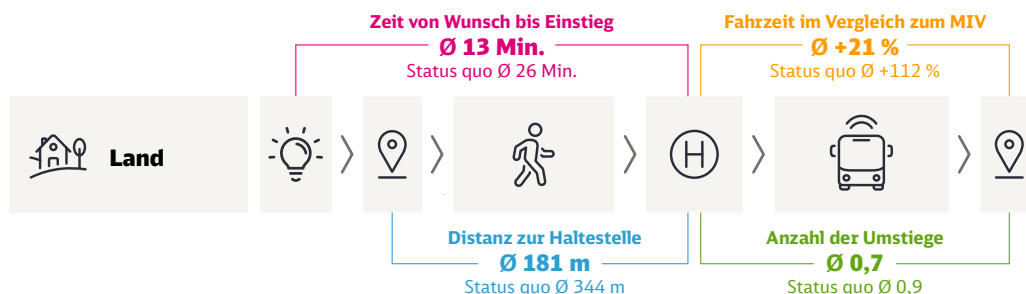 Zeit von Wunsch bis Einstieg
Ø 13 Min.
Status quo Ø 26 Min.
Fahrzeit im Vergleich zum MIV
Ø +21 %
Status quo Ø +112 %
Land
H
Distanz zur Haltestelle
Ø 181 m
Status quo Ø 344 m
Anzahl der Umstiege
Ø 0,7
Status quo Ø 0,9